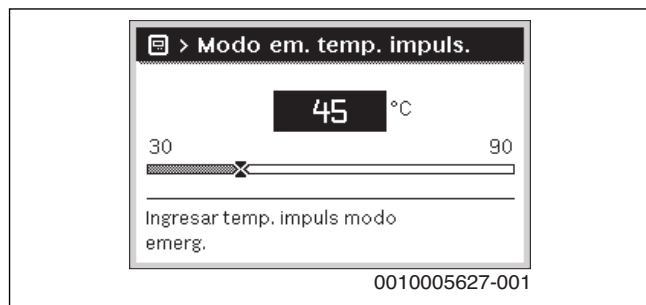 > Modo em. temp. impuls.
45 °C
30 90
Ingresar temp. impuls modo
emerg.
0010005627-001